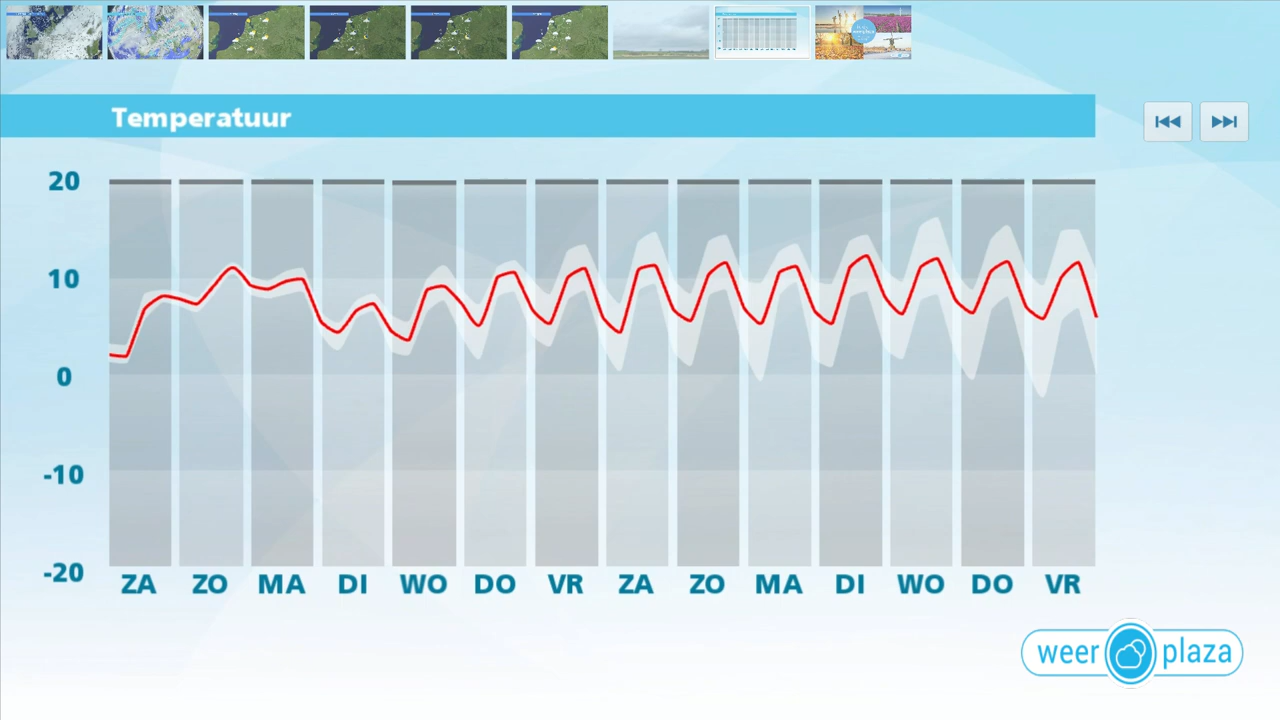 Temperatuur
20
10
0
-10
-20
ZA ZO MA DI WO DO VR ZA ZO MA DI WO DO VR
weer plaza